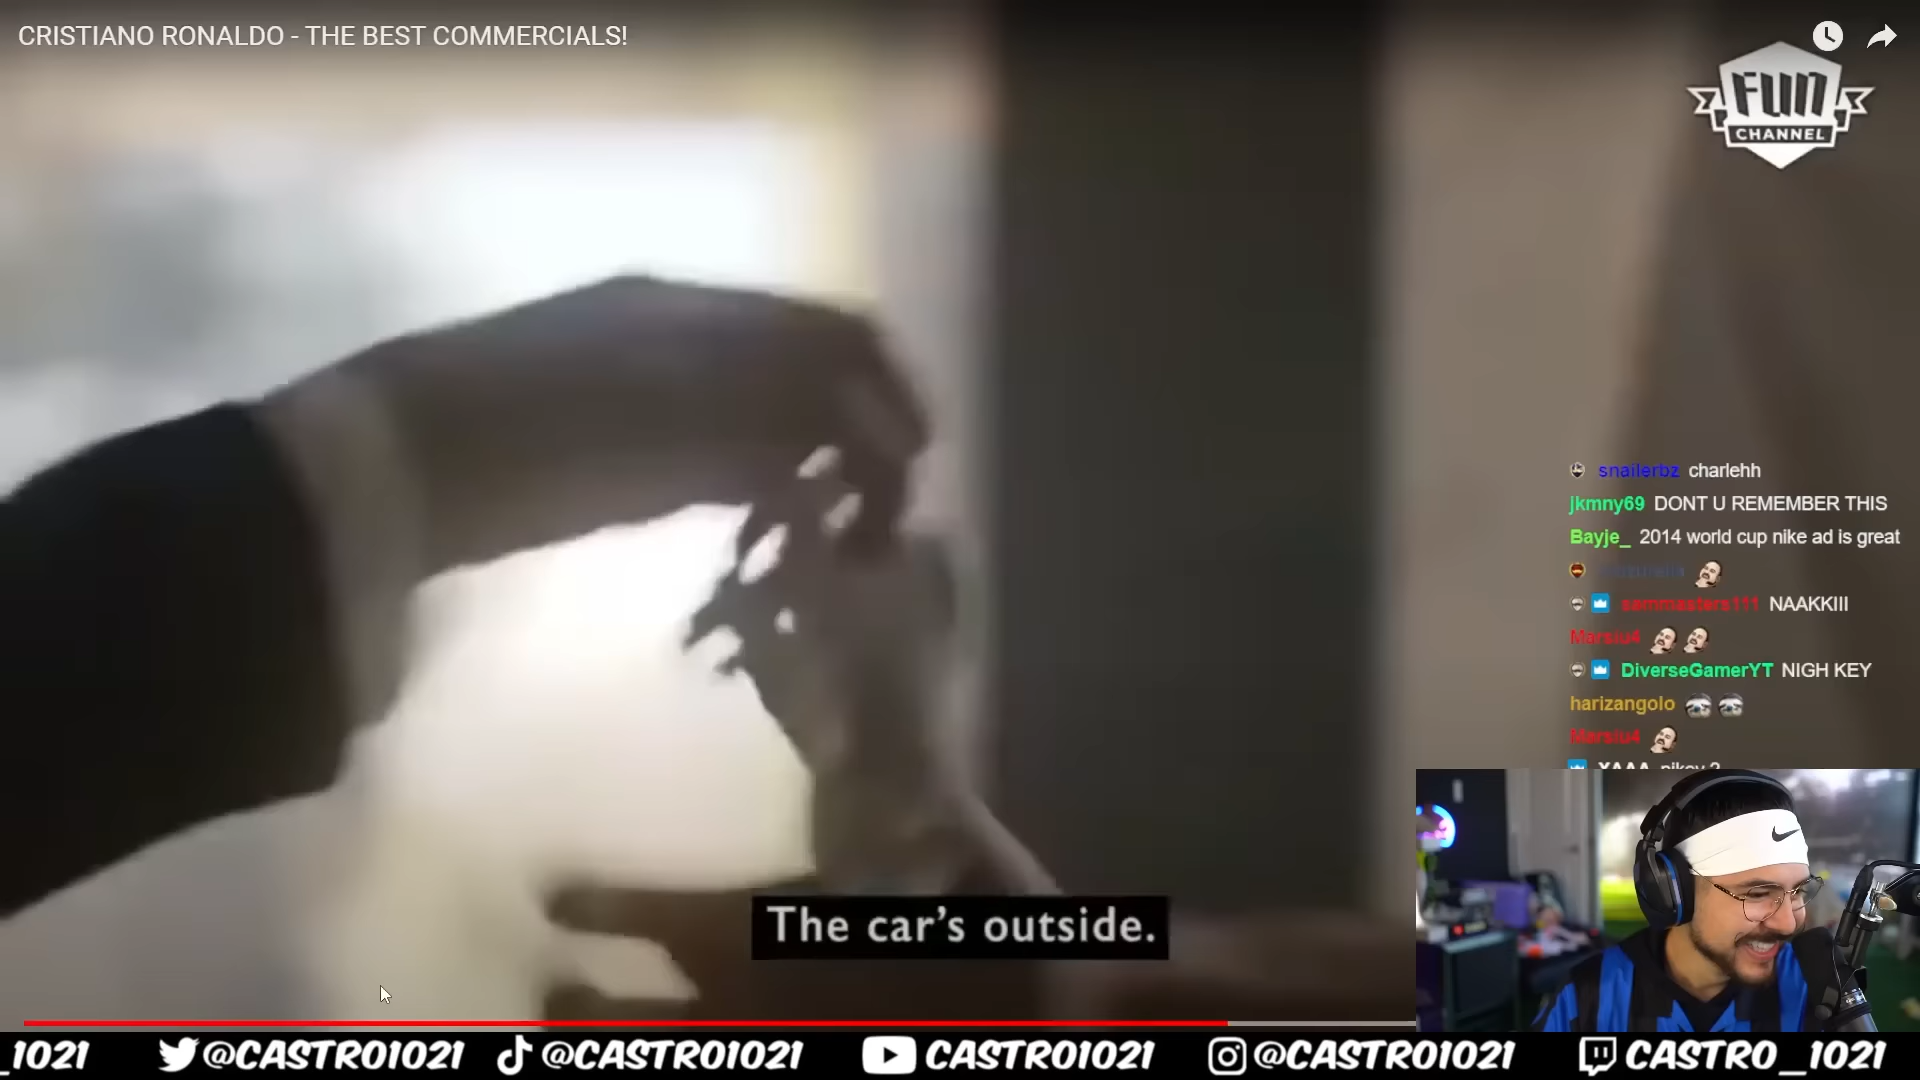 CRISTIANO RONALDO - THE BEST COMMERCIALS!
FUN
CHANNEL
snailerbz charlehh
jkmny69 DONT U REMEMBER THIS
Bayje_ 2014 world cup nike ad is great
sammasters111 NAAKKIII
Marsiu4
DiverseGamerYT NIGH KEY
harizangolo
Marsiu4
XAAA nikey ?
The car's outside.
_1021 @CASTRO1021 @CASTRO1021 CASTRO1021 @CASTRO1021 CASTRO_1021